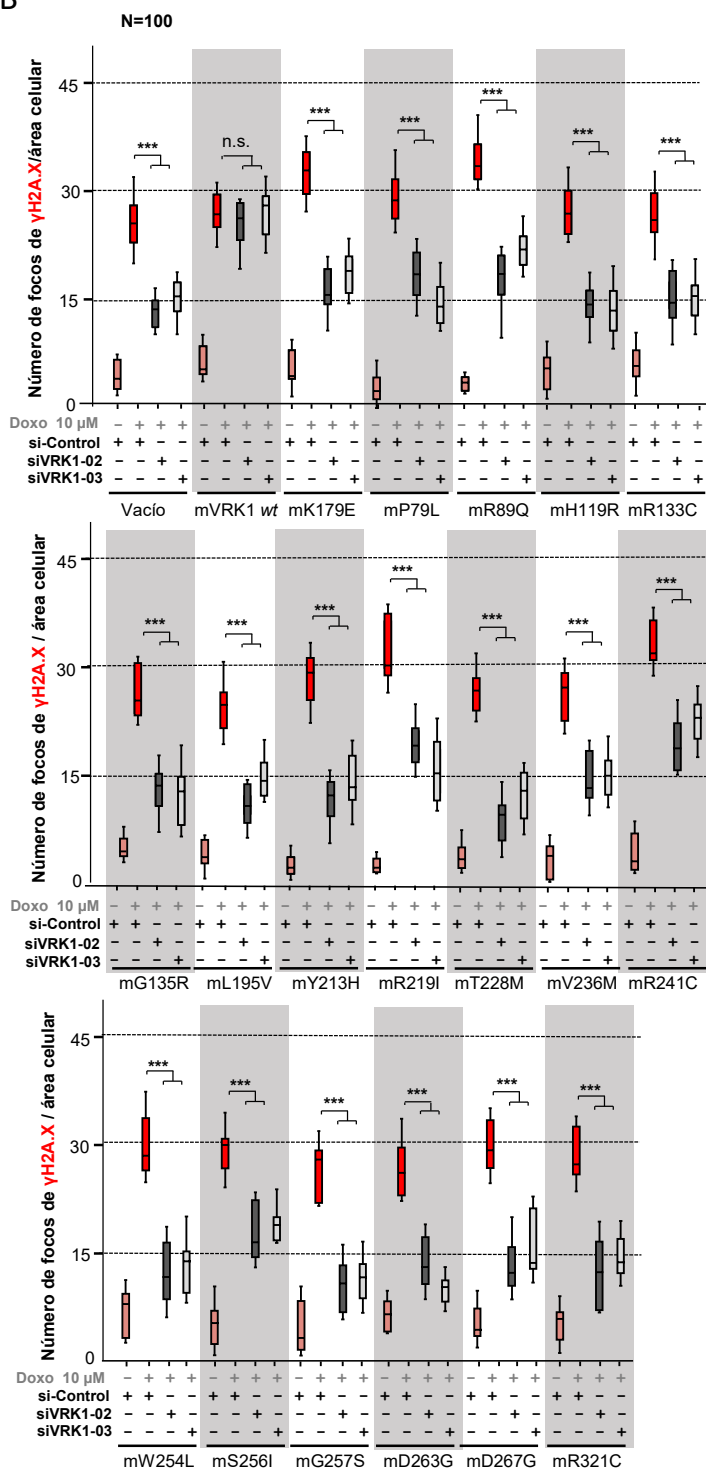 B
N=100
Número de focos de γH2A.X/área celular
45
*** n.s. *** *** *** *** ***
30
15
0
Doxo 10 µM − + + + − + + + − + + + − + + + − + + + − + + + − + + +
si-Control + + − − + + − − + + − − + + − − + + − − + + − − + + − −
siVRK1-02 − − + − − − + − − − + − − − + − − − + − − − + − − − + −
siVRK1-03 − − − + − − − + − − − + − − − + − − − + − − − + − − − +
Vacío mVRK1 wt mK179E mP79L mR89Q mH119R mR133C
Número de focos de γH2A.X / área celular
45
*** *** *** *** *** *** ***
30
15
0
Doxo 10 µM − + + + − + + + − + + + − + + + − + + + − + + + − + + +
si-Control + + − − + + − − + + − − + + − − + + − − + + − − + + − −
siVRK1-02 − − + − − − + − − − + − − − + − − − + − − − + − − − + −
siVRK1-03 − − − + − − − + − − − + − − − + − − − + − − − + − − − +
mG135R mL195V mY213H mR219I mT228M mV236M mR241C
Número de focos de γH2A.X / área celular
45
*** *** *** *** *** ***
30
15
0
Doxo 10 µM − + + + − + + + − + + + − + + + − + + + − + + +
si-Control + + − − + + − − + + − − + + − − + + − − + + − −
siVRK1-02 − − + − − − + − − − + − − − + − − − + − − − + −
siVRK1-03 − − − + − − − + − − − + − − − + − − − + − − − +
mW254L mS256I mG257S mD263G mD267G mR321C